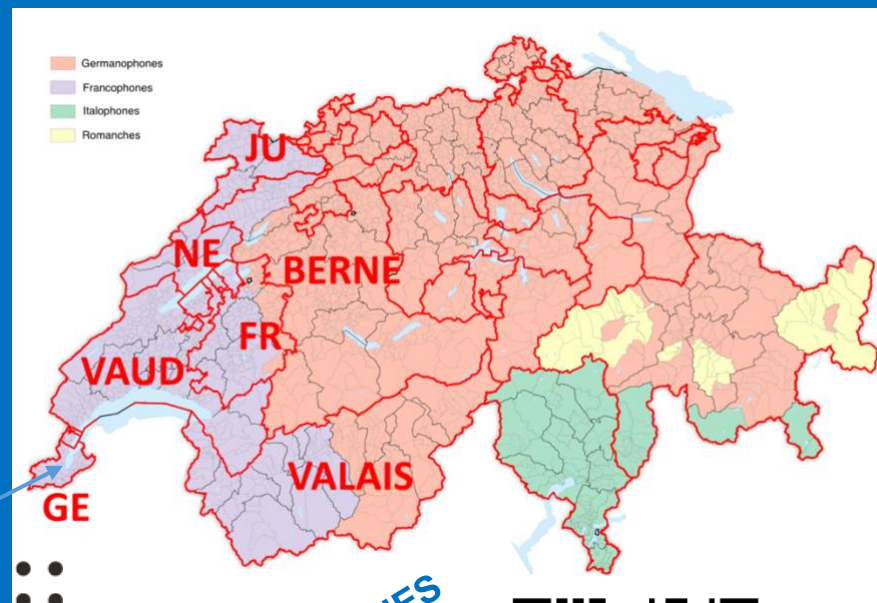 Germanophones
Francophones
Italophones
Romanches
JU
NE
BERNE
FR
VAUD
VALAIS
GE